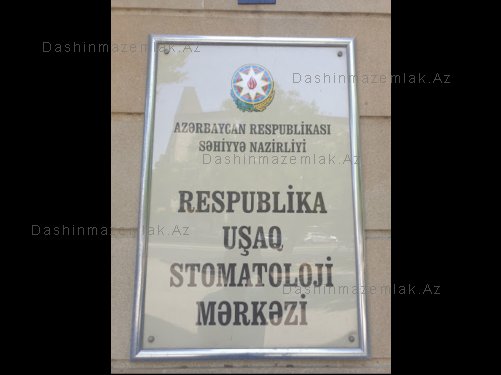 Dashinmazemlak.Az
Dashinmazemlak.Az
AZƏRBAYCAN RESPUBLİKASI
SƏHİYYƏ NAZİRLİYİ
Dashinmazemlak.Az
RESPUBLİKA
Dashinmazemlak.Az
UŞAQ
STOMATOLOJİ
Dashinmazemlak.Az
MƏRKƏZİ